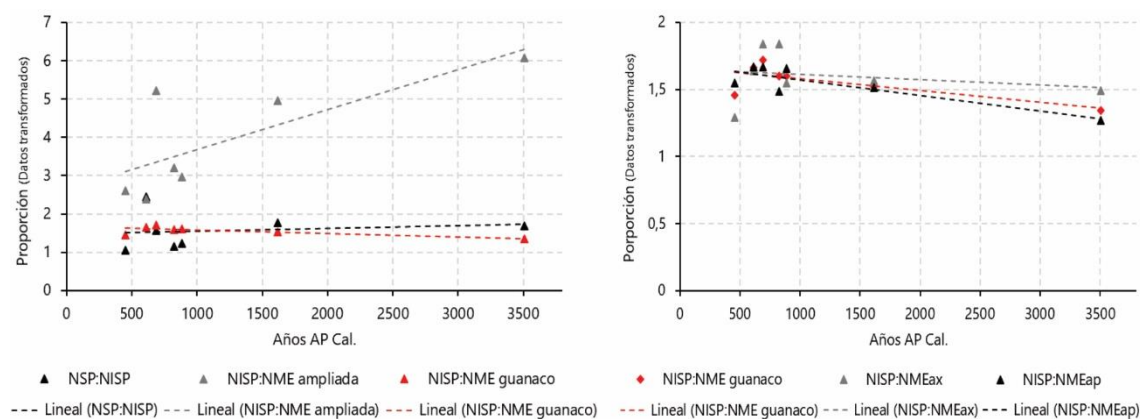 Proporción (Datos transformados)
7
6
5
4
3
2
1
0
0 500 1000 1500 2000 2500 3000 3500
Años AP Cal.
NSP:NISP NISP:NME ampliada NISP:NME guanaco
Lineal (NSP:NISP) Lineal (NISP:NME ampliada) Lineal (NISP:NME guanaco)
Porporción (Datos transformados)
2
1,5
1
0,5
0
0 500 1000 1500 2000 2500 3000 3500
Años AP Cal.
NISP:NME guanaco NISP:NMEax NISP:NMEap
Lineal (NISP:NME guanaco) Lineal (NISP:NMEax) Lineal (NISP:NMEap)